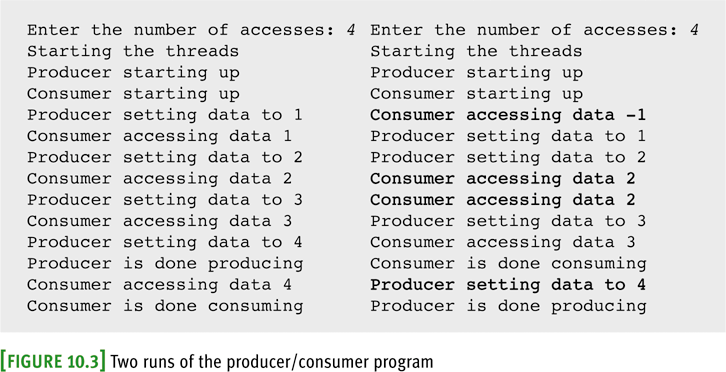 Enter the number of accesses: 4
Starting the threads
Producer starting up
Consumer starting up
Producer setting data to 1
Consumer accessing data 1
Producer setting data to 2
Consumer accessing data 2
Producer setting data to 3
Consumer accessing data 3
Producer setting data to 4
Producer is done producing
Consumer accessing data 4
Consumer is done consuming
Enter the number of accesses: 4
Starting the threads
Producer starting up
Consumer starting up
Consumer accessing data -1
Producer setting data to 1
Producer setting data to 2
Consumer accessing data 2
Consumer accessing data 2
Producer setting data to 3
Consumer accessing data 3
Consumer is done consuming
Producer setting data to 4
Producer is done producing
[FIGURE 10.3] Two runs of the producer/consumer program